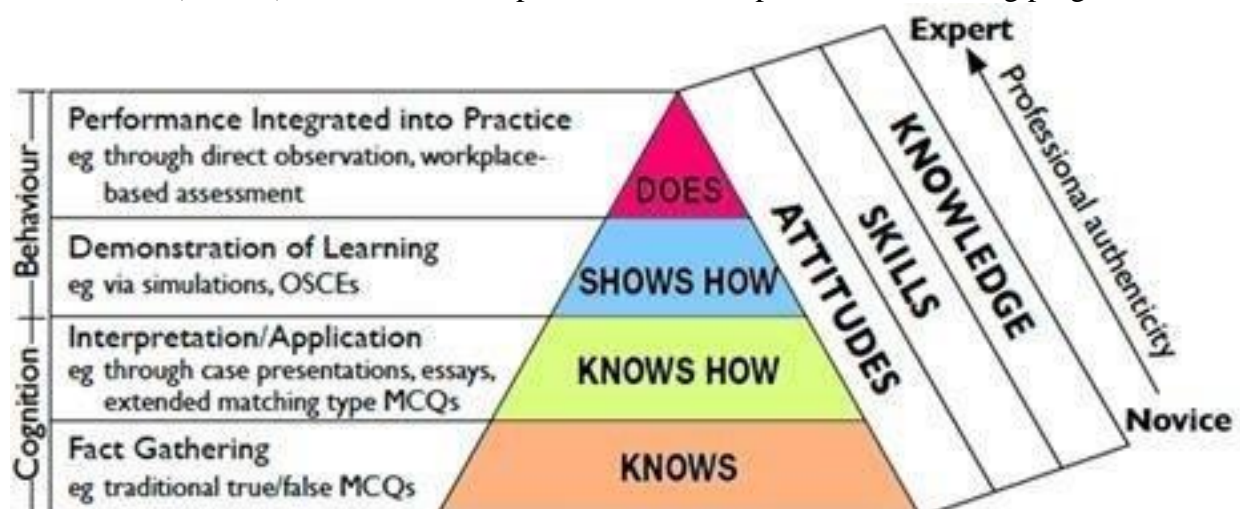 Expert
Professional authenticity
Novice
KNOWLEDGE
SKILLS
ATTITUDES
Behaviour
Performance Integrated into Practice
eg through direct observation, workplace-
based assessment
DOES
Demonstration of Learning
eg via simulations, OSCEs
SHOWS HOW
Cognition
Interpretation/Application
eg through case presentations, essays,
extended matching type MCQs
KNOWS HOW
Fact Gathering
eg traditional true/false MCQs
KNOWS